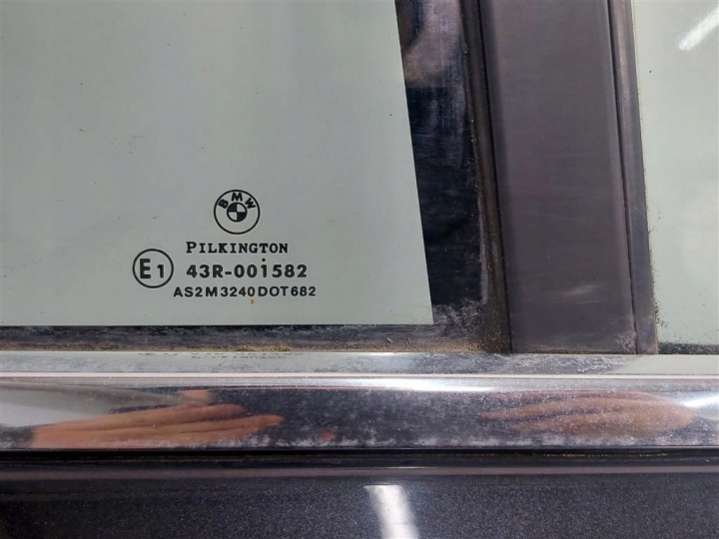 BMW
PILKINGTON
E1 43R-001582
AS2 M3240 DOT 682